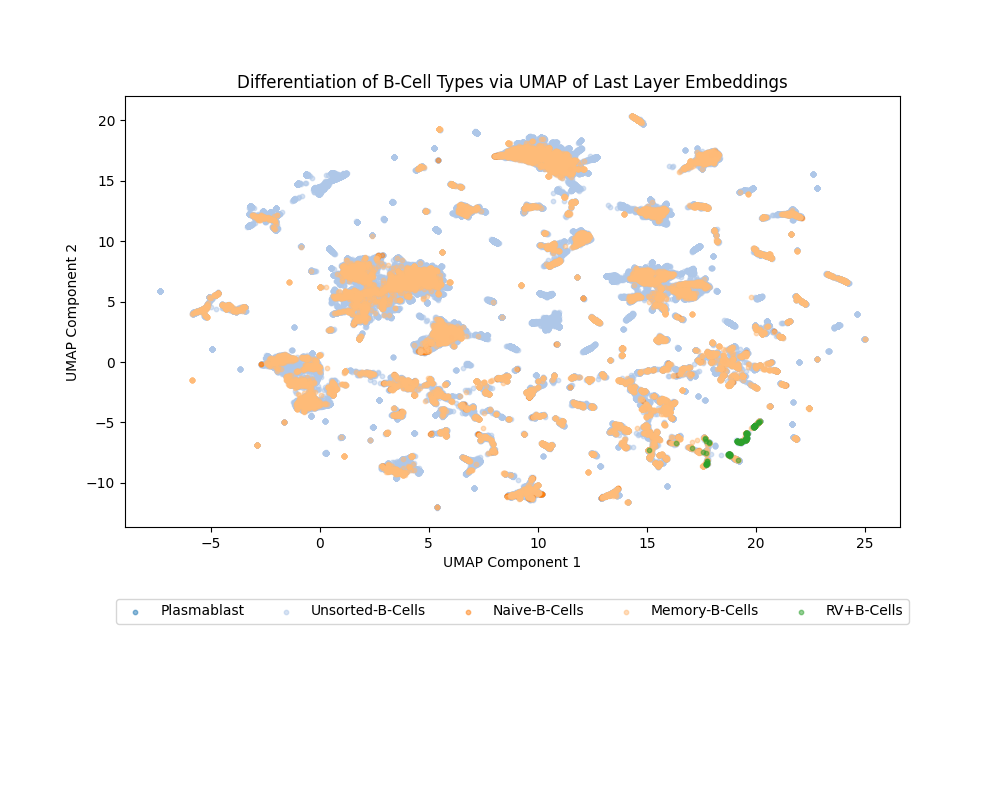 Differentiation of B-Cell Types via UMAP of Last Layer Embeddings
UMAP Component 2
20
15
10
5
0
−5
−10
−5 0 5 10 15 20 25
UMAP Component 1
Plasmablast Unsorted-B-Cells Naive-B-Cells Memory-B-Cells RV+B-Cells